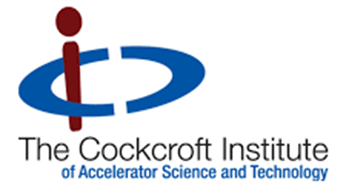 The Cockcroft Institute
of Accelerator Science and Technology